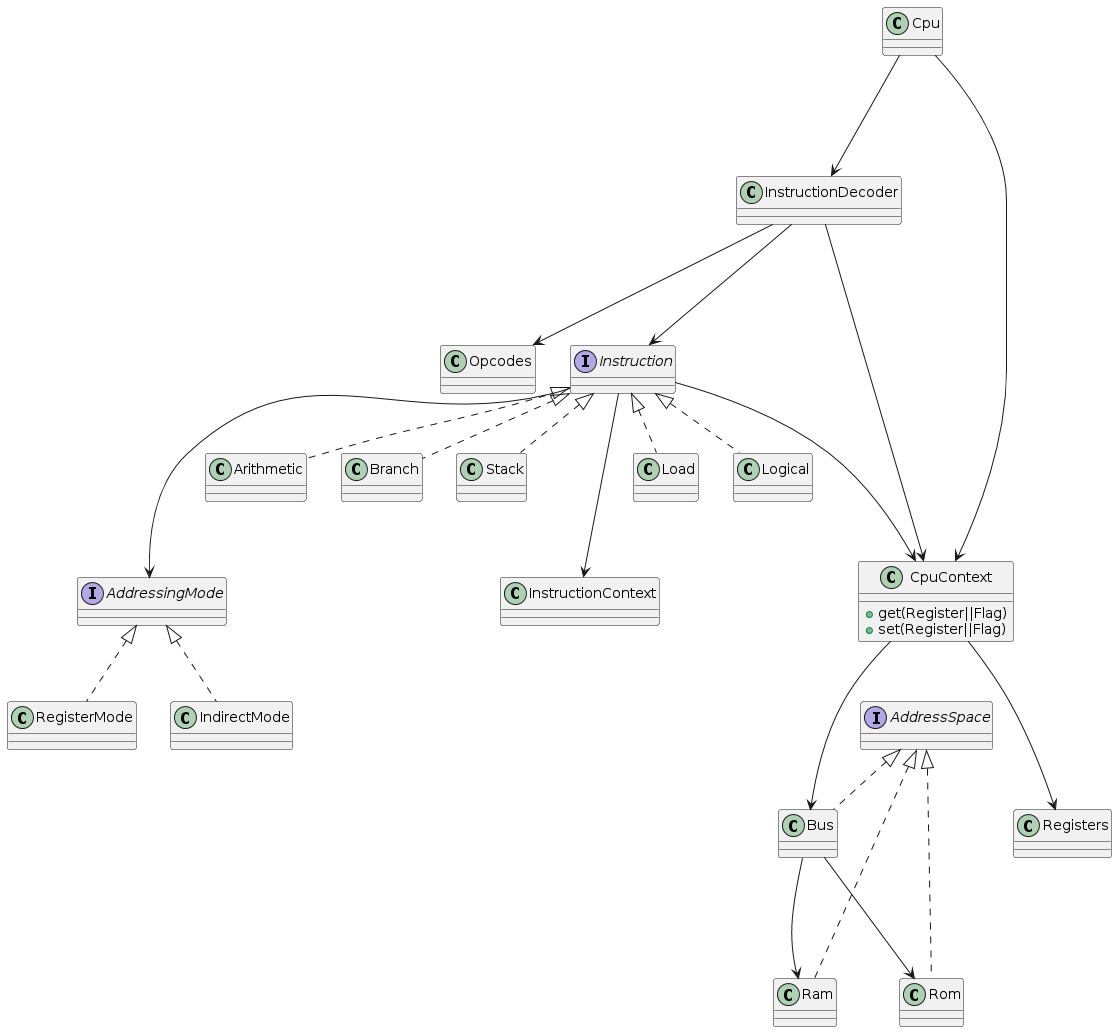 C Cpu
C InstructionDecoder
C Opcodes
I Instruction
C Arithmetic
C Branch
C Stack
C Load
C Logical
I AddressingMode
C InstructionContext
C CpuContext
get(Register||Flag)
set(Register||Flag)
C RegisterMode
C IndirectMode
I AddressSpace
C Bus
C Registers
C Ram
C Rom